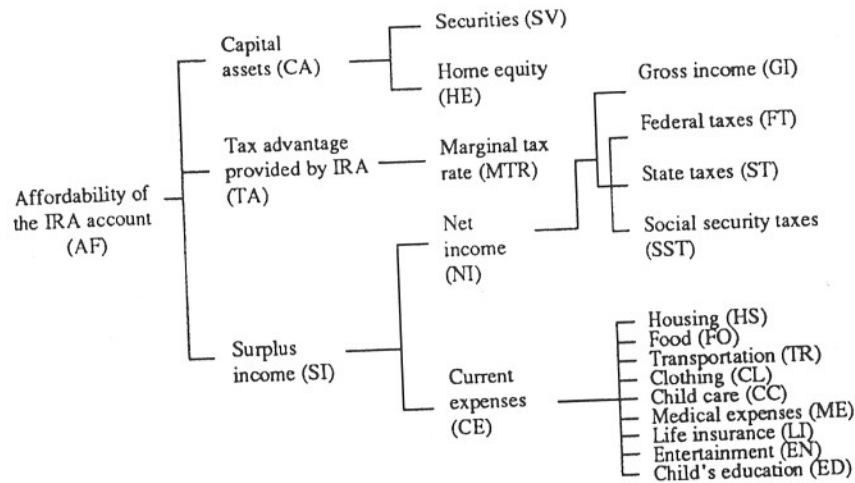 Affordability of
the IRA account
(AF)
Capital
assets (CA)
Tax advantage
provided by IRA
(TA)
Surplus
income (SI)
Securities (SV)
Home equity
(HE)
Marginal tax
rate (MTR)
Net
income
(NI)
Current
expenses
(CE)
Gross income (GI)
Federal taxes (FT)
State taxes (ST)
Social security taxes
(SST)
Housing (HS)
Food (FO)
Transportation (TR)
Clothing (CL)
Child care (CC)
Medical expenses (ME)
Life insurance (LI)
Entertainment (EN)
Child's education (ED)